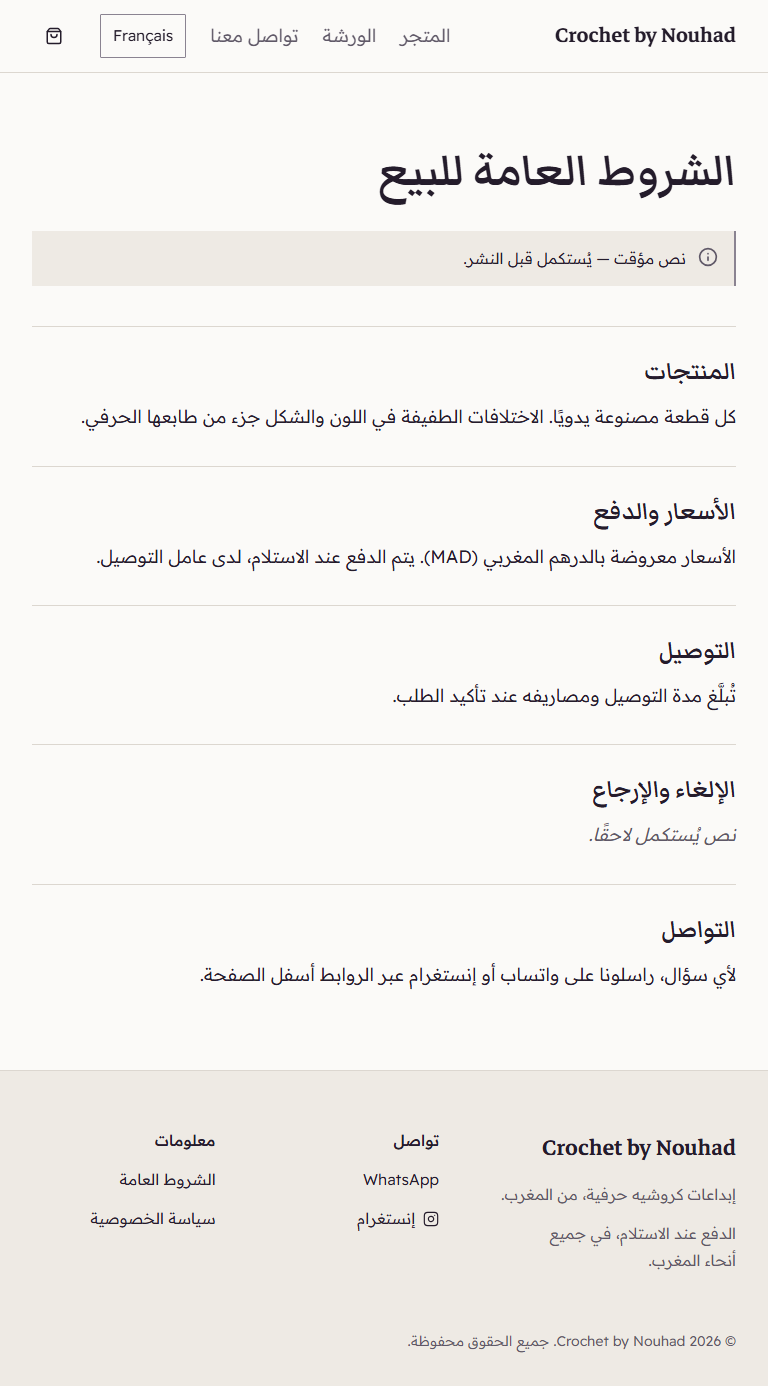 Crochet by Nouhad
المتجر
الورشة
تواصل معنا
Français
الشروط العامة للبيع
نص مؤقت — يُستكمل قبل النشر.
المنتجات
كل قطعة مصنوعة يدويًا. الاختلافات الطفيفة في اللون والشكل جزء من طابعها الحرفي.
الأسعار والدفع
الأسعار معروضة بالدرهم المغربي (MAD). يتم الدفع عند الاستلام، لدى عامل التوصيل.
التوصيل
تُبلَّغ مدة التوصيل ومصاريفه عند تأكيد الطلب.
الإلغاء والإرجاع
نص يُستكمل لاحقًا.
التواصل
لأي سؤال، راسلونا على واتساب أو إنستغرام عبر الروابط أسفل الصفحة.
Crochet by Nouhad
إبداعات كروشيه حرفية، من المغرب.
الدفع عند الاستلام، في جميع
أنحاء المغرب.
تواصل
WhatsApp
إنستغرام
معلومات
الشروط العامة
سياسة الخصوصية
© 2026 Crochet by Nouhad. جميع الحقوق محفوظة.